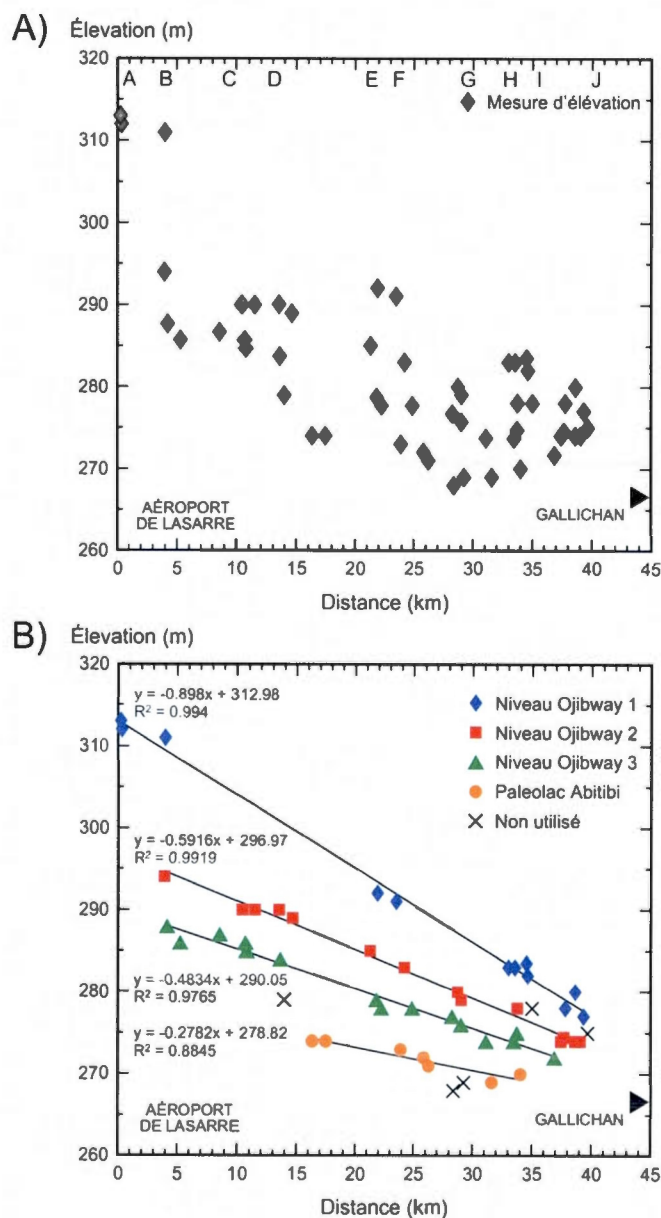 A) Élevation (m)
320
310
300
290
280
270
260
A B C D E F G H I J
Mesure d'élévation
AÉROPORT
DE LASARRE
GALLICHAN
0 5 10 15 20 25 30 35 40 45
Distance (km)
B) Élevation (m)
320
310
300
290
280
270
260
y = -0.898x + 312.98
R² = 0.994
Niveau Ojibway 1
Niveau Ojibway 2
Niveau Ojibway 3
Paleolac Abitibi
Non utilisé
y = -0.5916x + 296.97
R² = 0.9919
y = -0.4834x + 290.05
R² = 0.9765
y = -0.2782x + 278.82
R² = 0.8845
AÉROPORT
DE LASARRE
GALLICHAN
0 5 10 15 20 25 30 35 40 45
Distance (km)